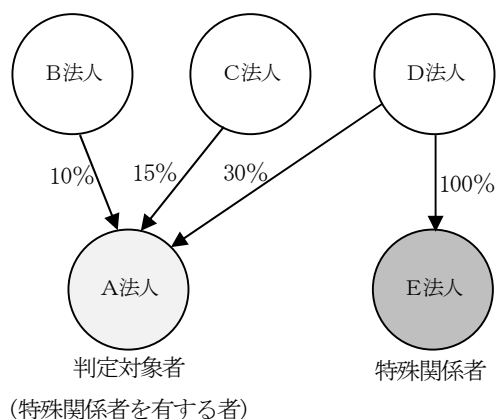 B法人
C法人
D法人
10%
15%
30%
100%
A法人
E法人
判定対象者
特殊関係者
（特殊関係者を有する者）